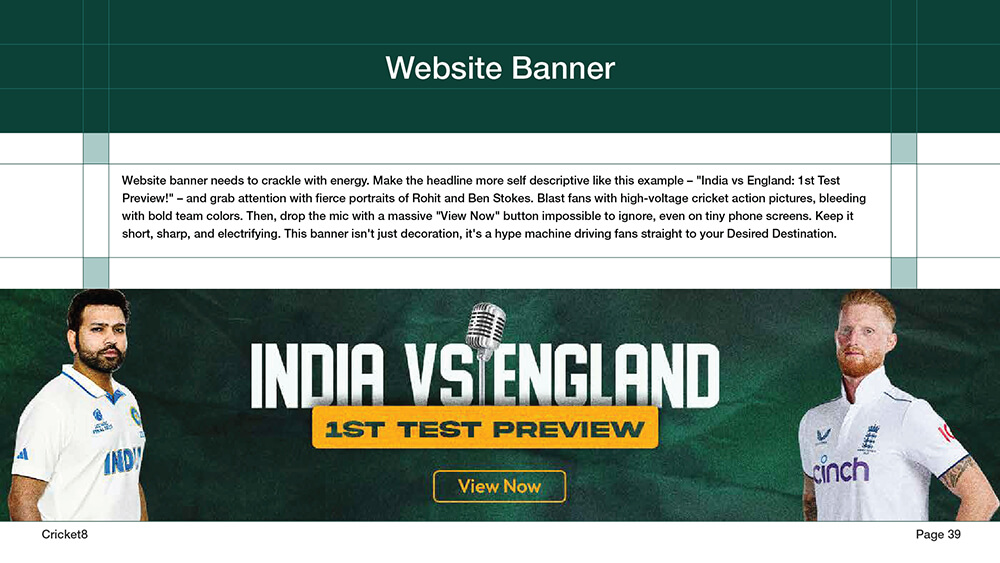 Website Banner
Website banner needs to crackle with energy. Make the headline more self descriptive like this example – "India vs England: 1st Test
Preview!" – and grab attention with fierce portraits of Rohit and Ben Stokes. Blast fans with high-voltage cricket action pictures, bleeding
with bold team colors. Then, drop the mic with a massive "View Now" button impossible to ignore, even on tiny phone screens. Keep it
short, sharp, and electrifying. This banner isn't just decoration, it's a hype machine driving fans straight to your Desired Destination.
INDIA VS ENGLAND
1ST TEST PREVIEW
View Now
INDI
cinch
Cricket8
Page 39